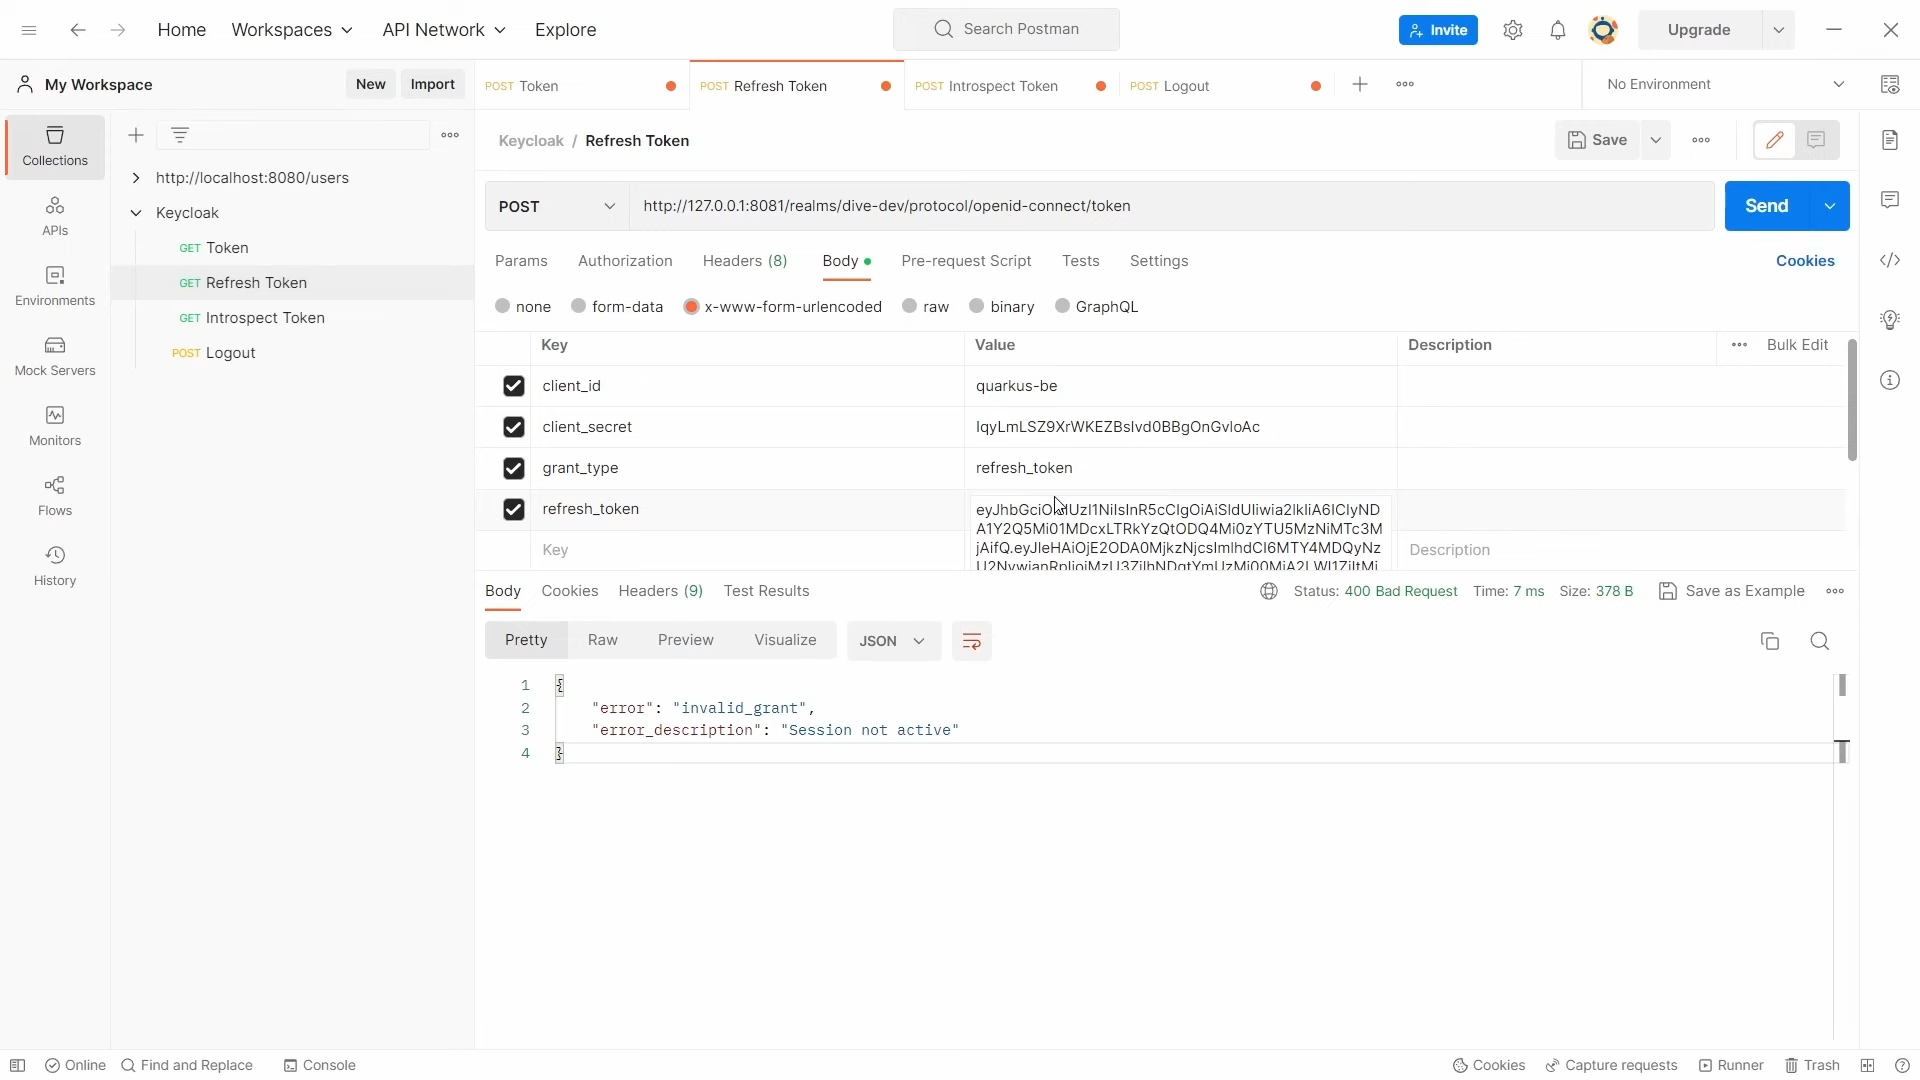 Home Workspaces API Network Explore Search Postman Invite Upgrade
My Workspace New Import POST Token POST Refresh Token POST Introspect Token POST Logout No Environment
Keycloak / Refresh Token Save
Collections
APIs
Environments
Mock Servers
Monitors
Flows
History
http://localhost:8080/users
Keycloak
GET Token
GET Refresh Token
GET Introspect Token
POST Logout
POST http://127.0.0.1:8081/realms/dive-dev/protocol/openid-connect/token Send
Params Authorization Headers (8) Body Pre-request Script Tests Settings Cookies
none form-data x-www-form-urlencoded raw binary GraphQL
Key Value Description Bulk Edit
client_id quarkus-be
client_secret
grant_type refresh_token
refresh_token
Key Description
Body Cookies Headers (9) Test Results Status: 400 Bad Request Time: 7 ms Size: 378 B Save as Example
Pretty Raw Preview Visualize JSON
1 {
2 "error": "invalid_grant",
3 "error_description": "Session not active"
4 }
Online Find and Replace Console Cookies Capture requests Runner Trash